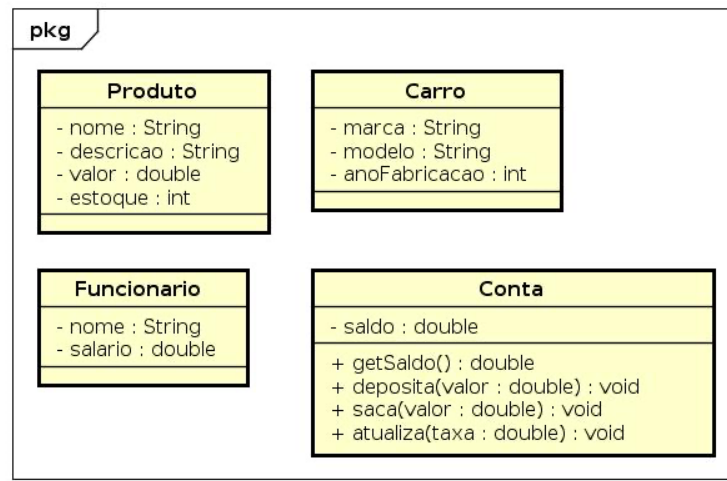 pkg
Produto
- nome : String
- descricao : String
- valor : double
- estoque : int
Carro
- marca : String
- modelo : String
- anoFabricacao : int
Funcionario
- nome : String
- salario : double
Conta
- saldo : double
+ getSaldo() : double
+ deposita(valor : double) : void
+ saca(valor : double) : void
+ atualiza(taxa : double) : void